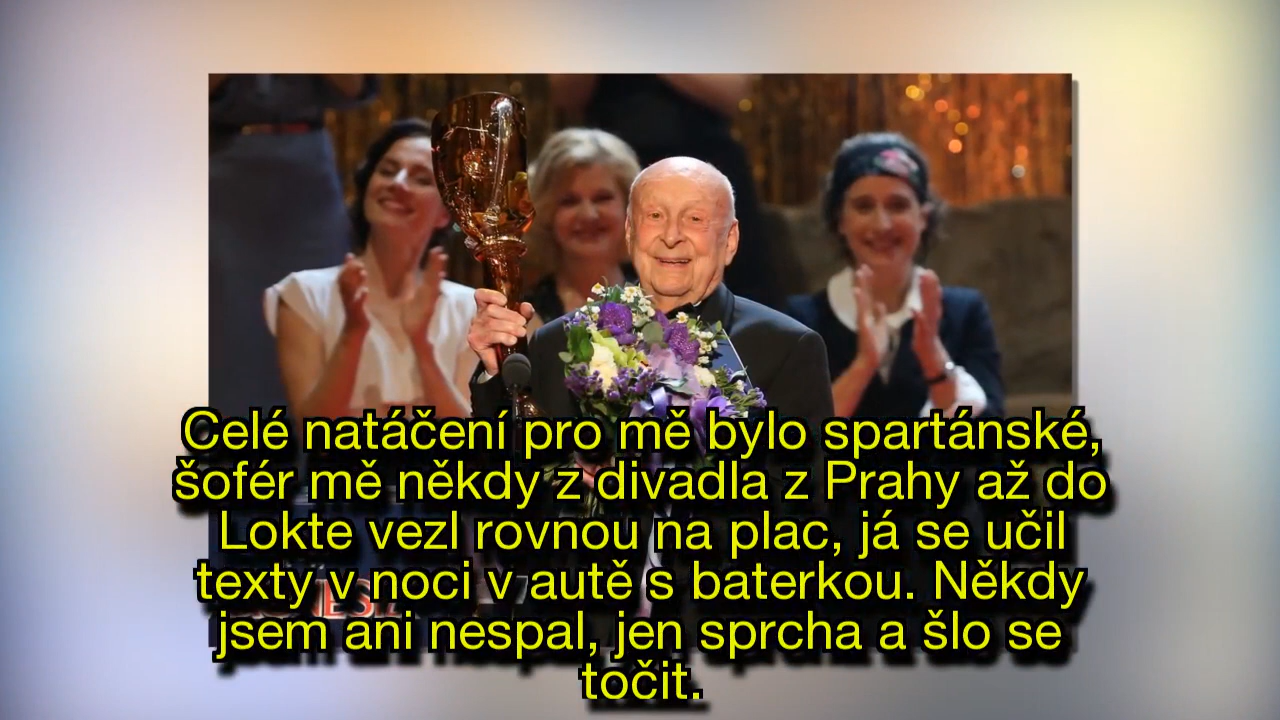 Celé natáčení pro mě bylo spartánské,
šofér mě někdy z divadla z Prahy až do
Lokte vezl rovnou na plac, já se učil
texty v noci v autě s baterkou. Někdy
jsem ani nespal, jen sprcha a šlo se
točit.